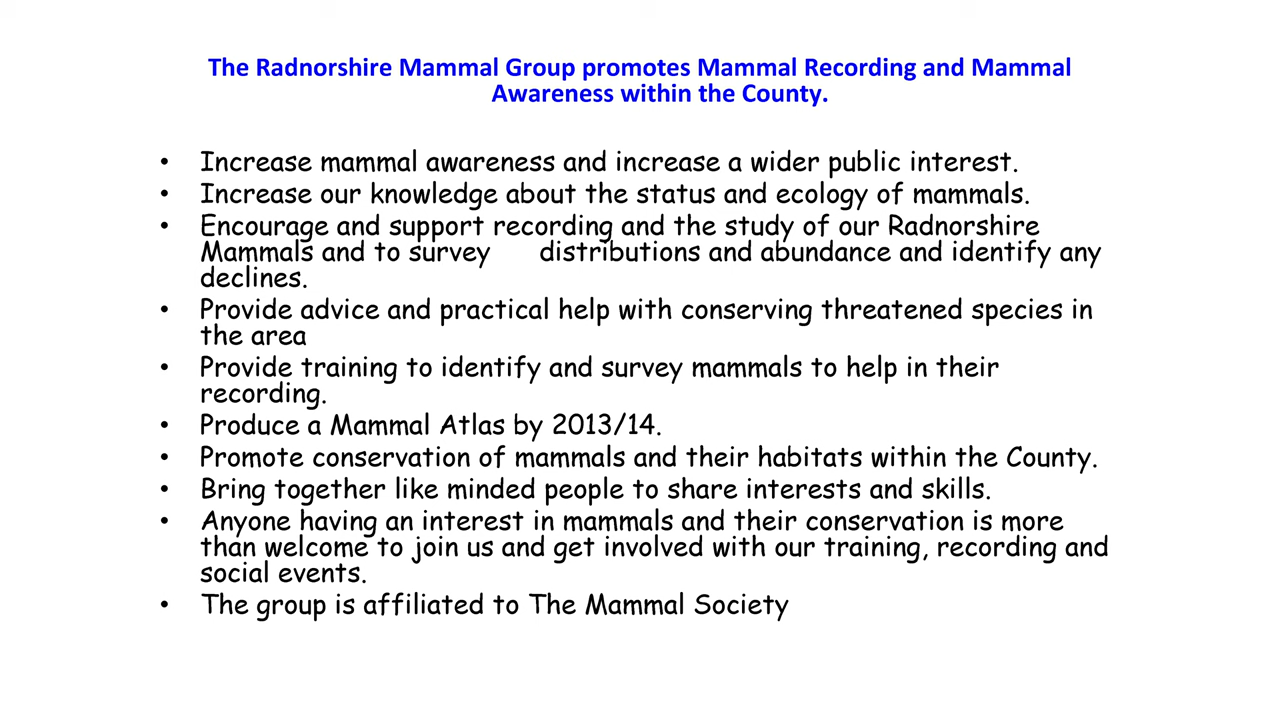 The Radnorshire Mammal Group promotes Mammal Recording and Mammal
Awareness within the County.
• Increase mammal awareness and increase a wider public interest.
• Increase our knowledge about the status and ecology of mammals.
• Encourage and support recording and the study of our Radnorshire
Mammals and to survey distributions and abundance and identify any
declines.
• Provide advice and practical help with conserving threatened species in
the area
• Provide training to identify and survey mammals to help in their
recording.
• Produce a Mammal Atlas by 2013/14.
• Promote conservation of mammals and their habitats within the County.
• Bring together like minded people to share interests and skills.
• Anyone having an interest in mammals and their conservation is more
than welcome to join us and get involved with our training, recording and
social events.
• The group is affiliated to The Mammal Society